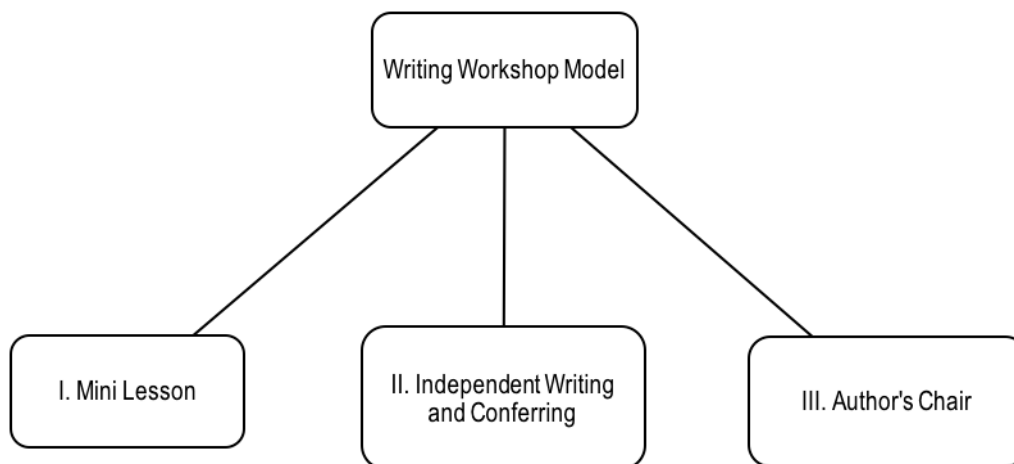 Writing Workshop Model
I. Mini Lesson
II. Independent Writing
and Conferring
III. Author's Chair